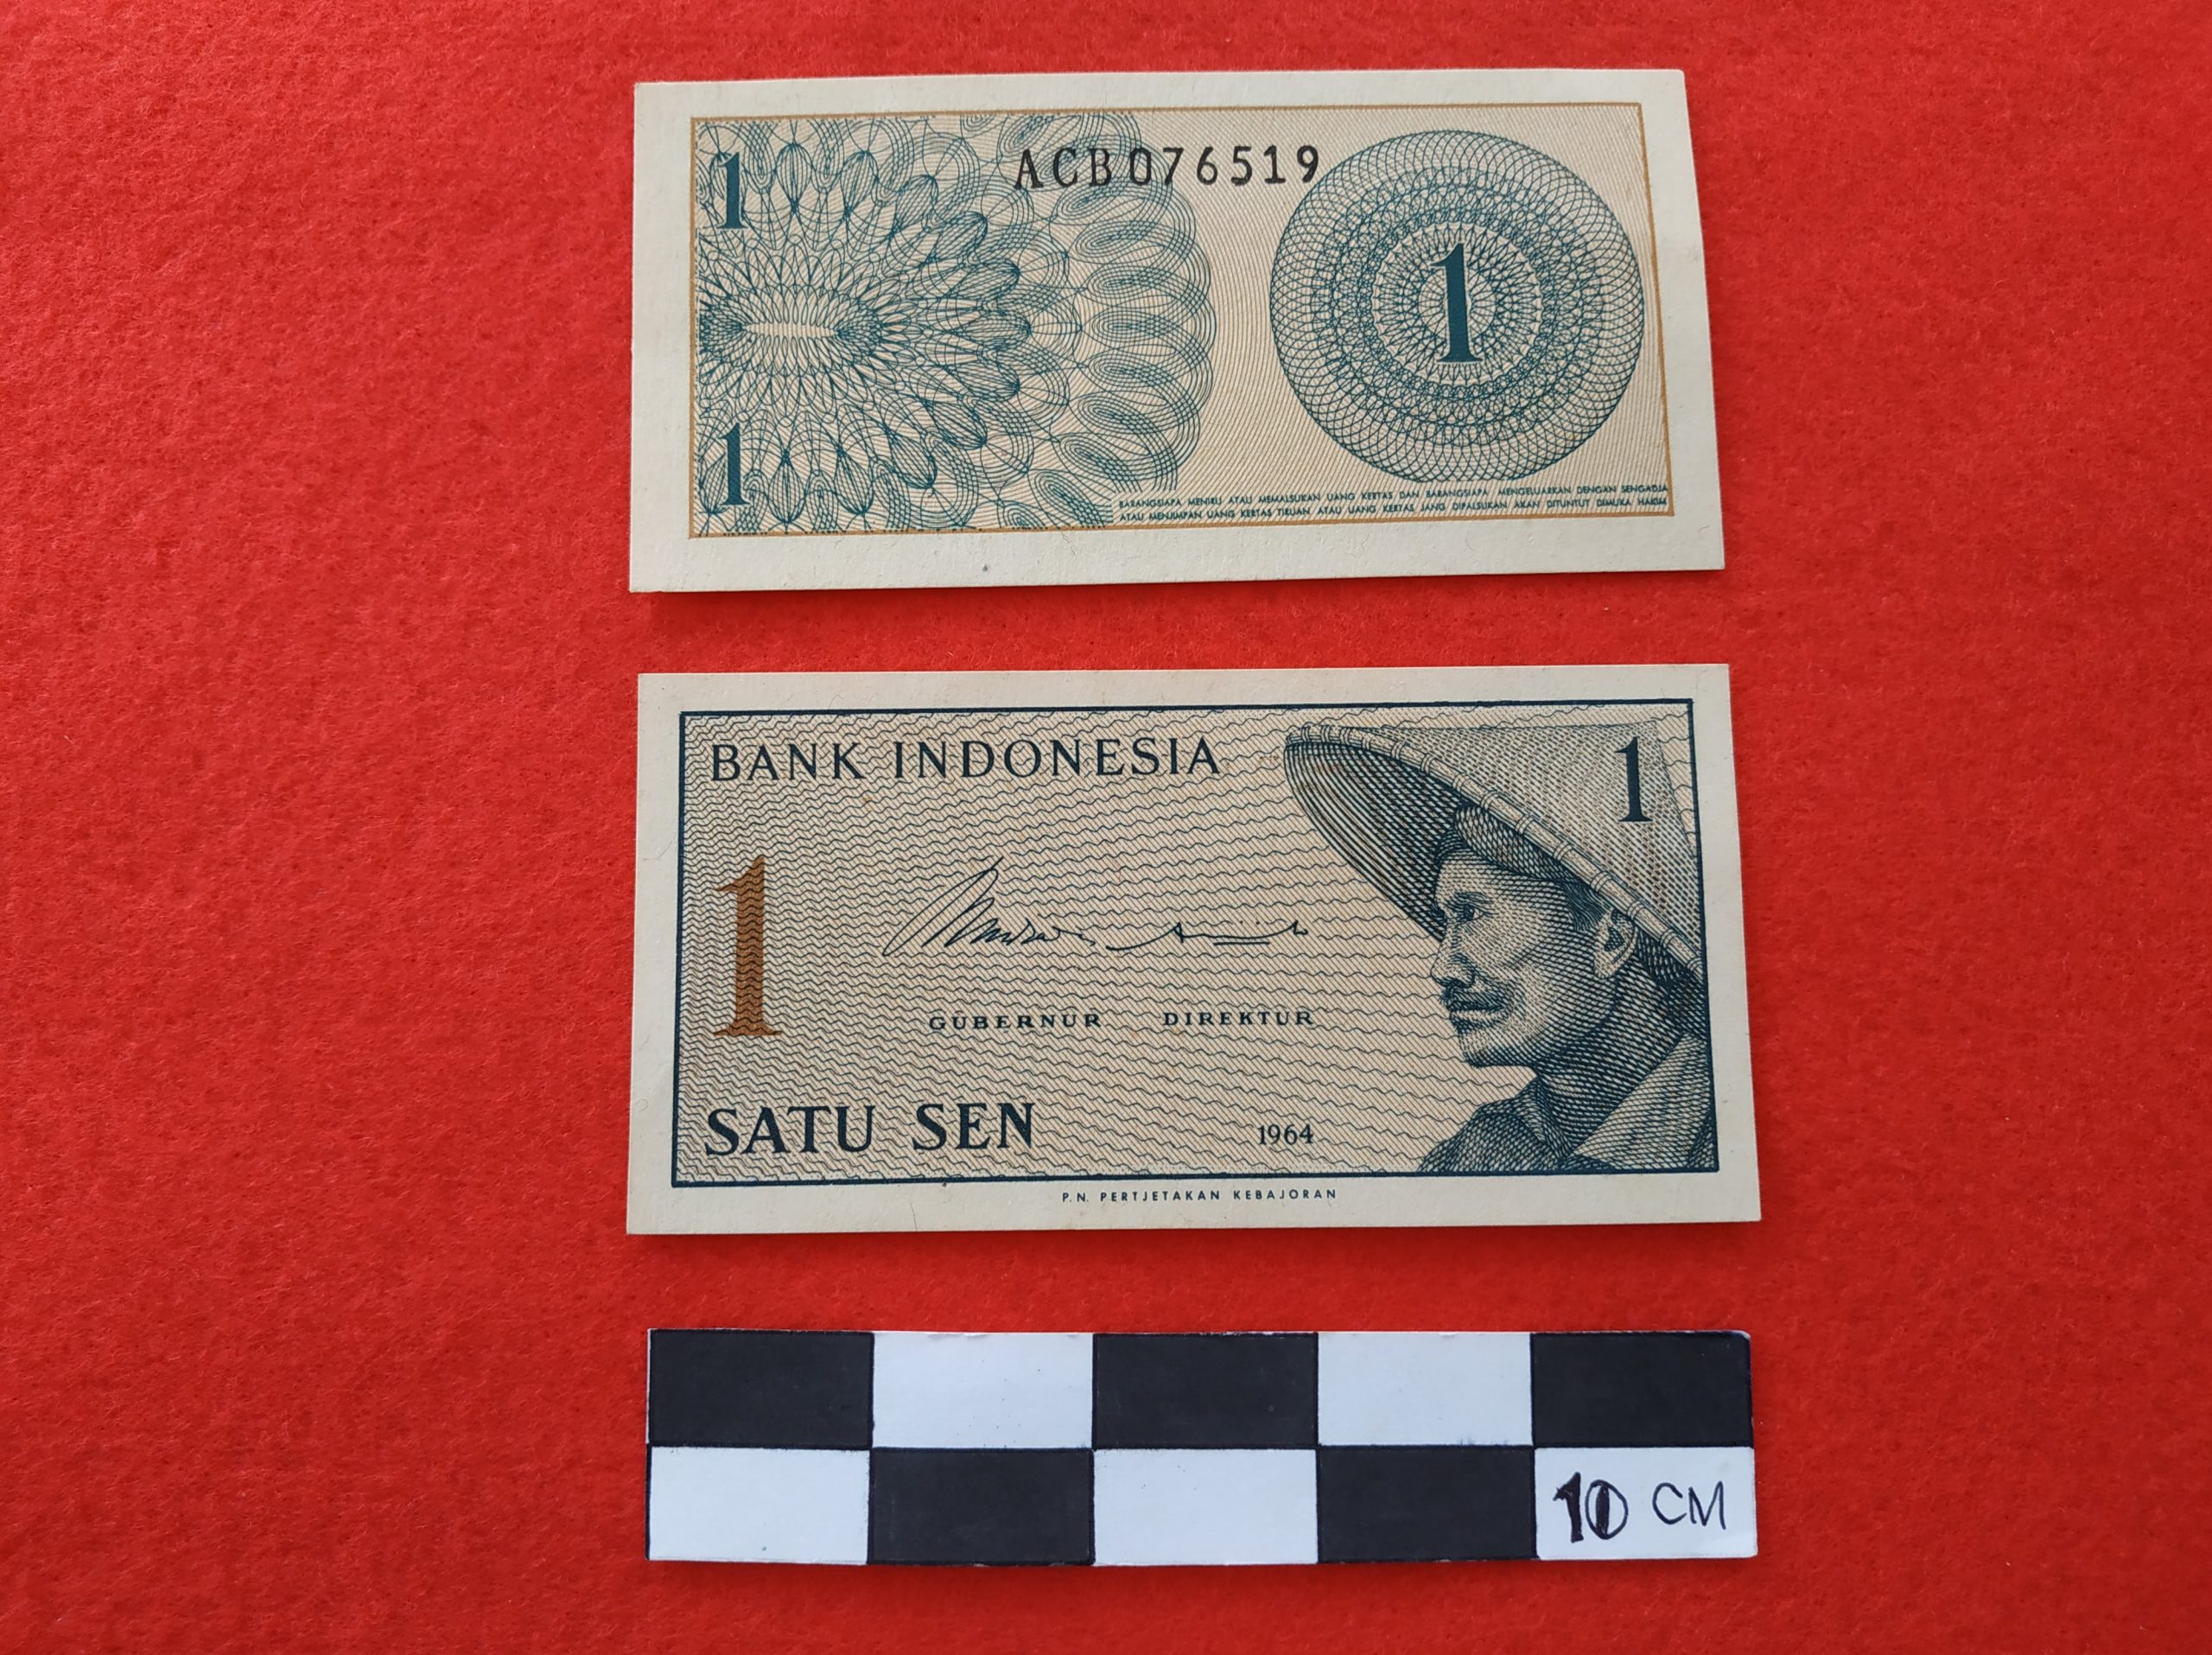 ACB076519
1
1
1
BARANGSIAPA MENIRU ATAU MEMALSUKAN UANG KERTAS DAN BARANGSIAPA MENGELUARKAN DENGAN SENGADJA
ATAU MENJIMPAN UANG KERTAS TIRUAN ATAU UANG KERTAS JANG DIPALSUKAN AKAN DITUNTUT DIMUKA HAKIM
BANK INDONESIA
1
1
GUBERNUR DIREKTUR
SATU SEN
1964
P.N. PERTJETAKAN KEBAJORAN
10 CM